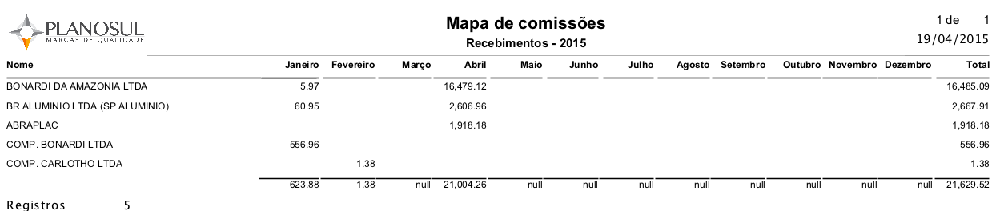 PLANOSUL
MARCAS DE QUALIDADE
Mapa de comissões
Recebimentos - 2015
1 de 1
19/04/2015
Nome Janeiro Fevereiro Março Abril Maio Junho Julho Agosto Setembro Outubro Novembro Dezembro Total
BONARDI DA AMAZONIA LTDA 5.97 16,479.12 16,485.09
BR ALUMINIO LTDA (SP ALUMINIO) 60.95 2,606.96 2,667.91
ABRAPLAC 1,918.18 1,918.18
COMP. BONARDI LTDA 556.96 556.96
COMP. CARLOTHO LTDA 1.38 1.38
623.88 1.38 null 21,004.26 null null null null null null null null 21,629.52
Registros 5